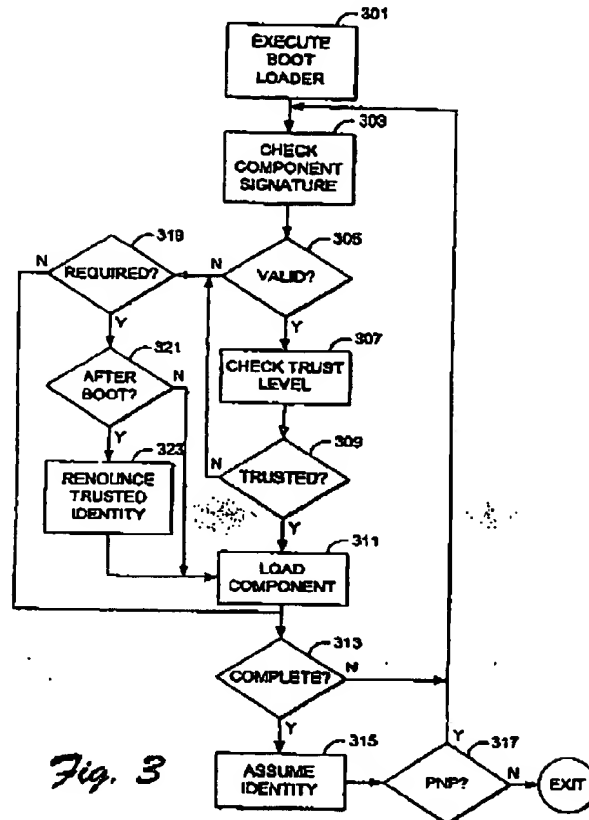 301
EXECUTE
BOOT
LOADER
303
CHECK
COMPONENT
SIGNATURE
319
N
REQUIRED?
Y
305
N
VALID?
Y
321
AFTER
BOOT?
N
Y
307
CHECK TRUST
LEVEL
323
RENOUNCE
TRUSTED
IDENTITY
309
N
TRUSTED?
Y
311
LOAD
COMPONENT
313
COMPLETE?
N
Y
315
ASSUME
IDENTITY
Y
317
PNP?
N
EXIT
Fig. 3